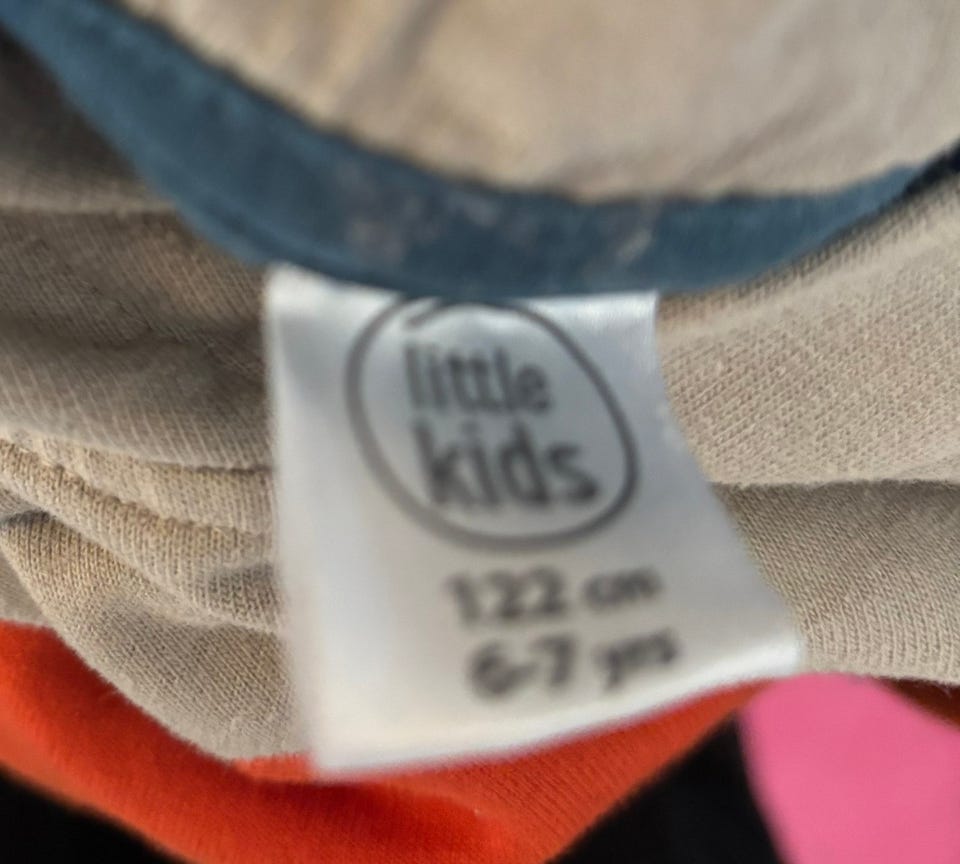 little
kids
122 cm
6-7 yrs